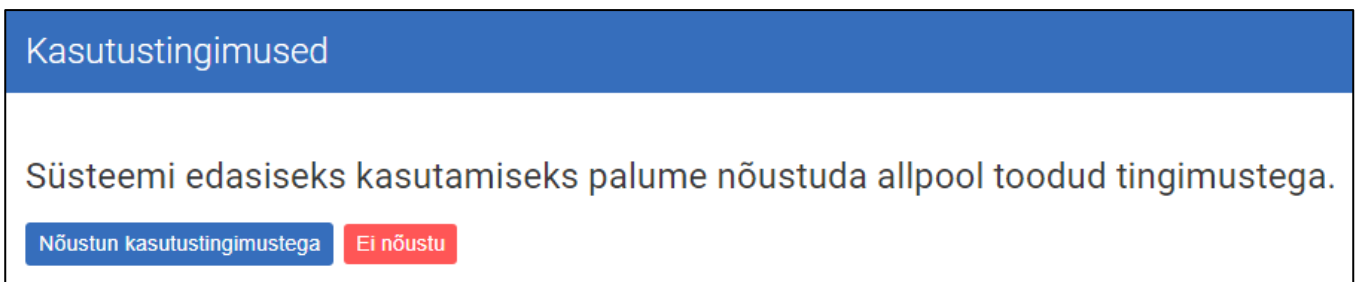 Kasutustingimused
Süsteemi edasiseks kasutamiseks palume nõustuda allpool toodud tingimustega.
Nõustun kasutustingimustega Ei nõustu